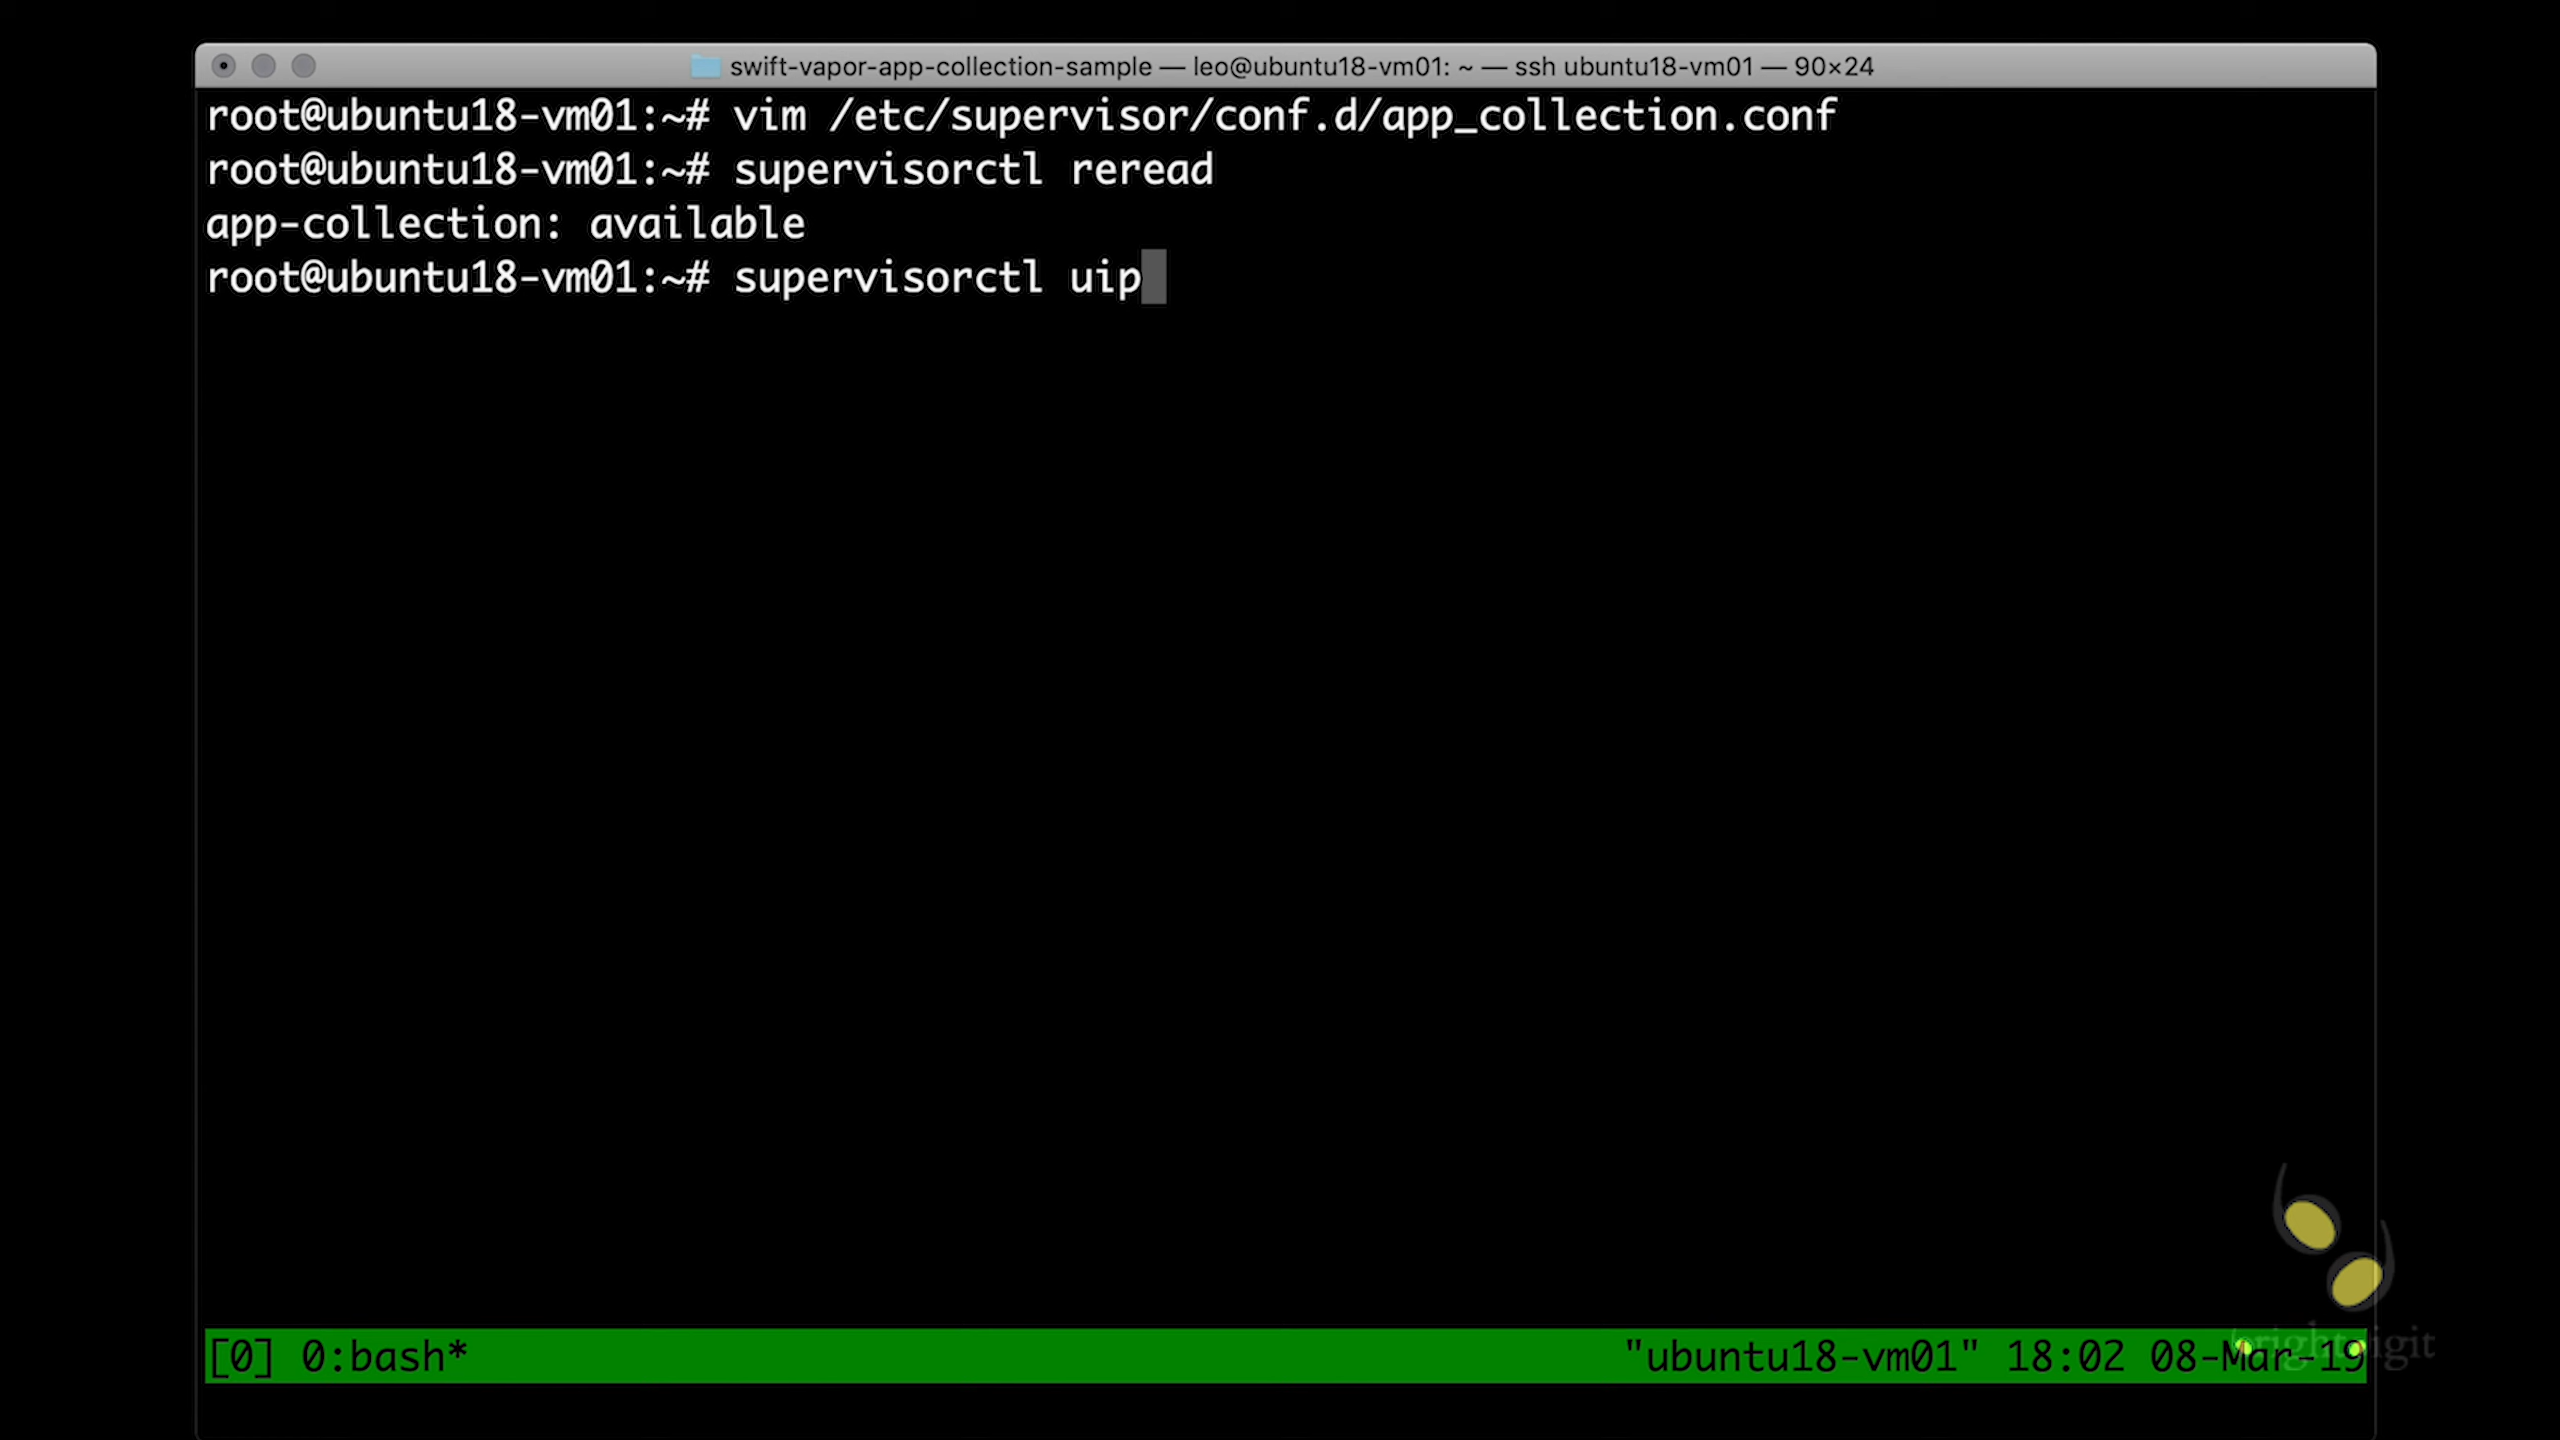 swift-vapor-app-collection-sample — leo@ubuntu18-vm01: ~ — ssh ubuntu18-vm01 — 90×24
root@ubuntu18-vm01:~# vim /etc/supervisor/conf.d/app_collection.conf
root@ubuntu18-vm01:~# supervisorctl reread
app-collection: available
root@ubuntu18-vm01:~# supervisorctl uip
[0] 0:bash* "ubuntu18-vm01" 18:02 08-Mar-19